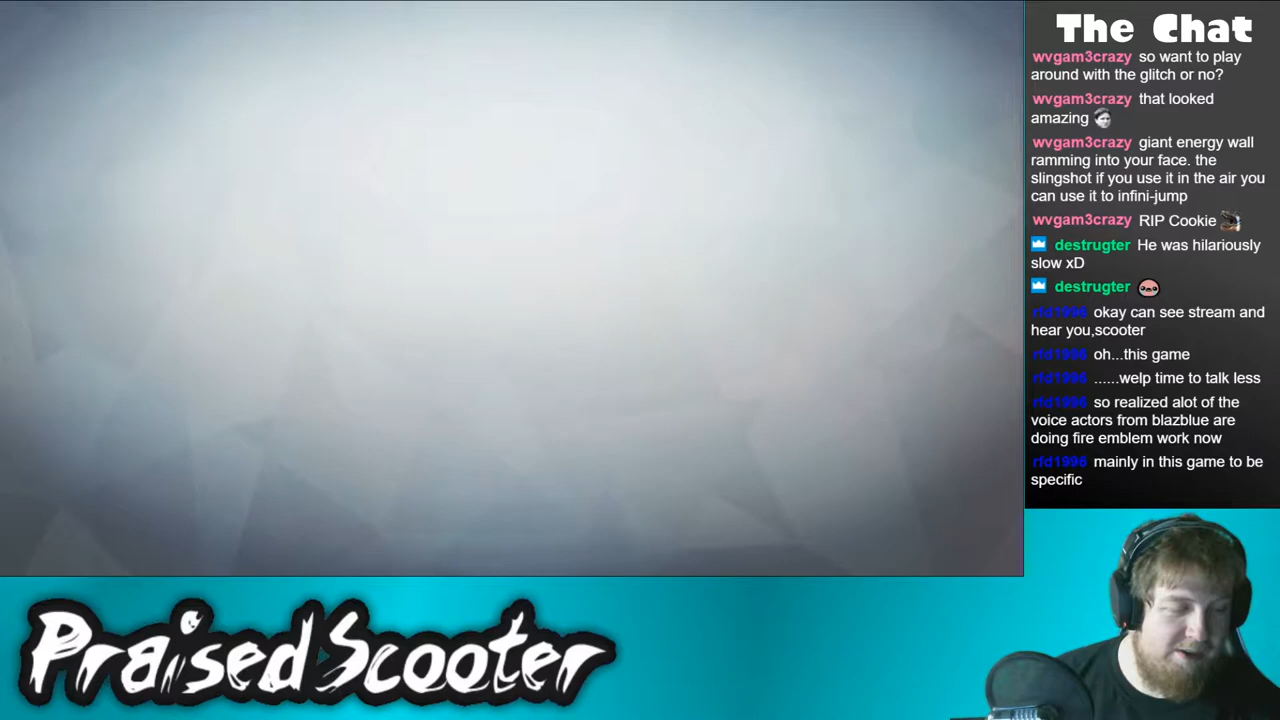 The Chat
wvgam3crazy so want to play
around with the glitch or no?
wvgam3crazy that looked
amazing
wvgam3crazy giant energy wall
ramming into your face. the
slingshot if you use it in the air you
can use it to infini-jump
wvgam3crazy RIP Cookie
destrugter He was hilariously
slow xD
destrugter
rfd1996 okay can see stream and
hear you,scooter
rfd1996 oh...this game
rfd1996 ......welp time to talk less
rfd1996 so realized alot of the
voice actors from blazblue are
doing fire emblem work now
rfd1996 mainly in this game to be
specific
Praised Scooter